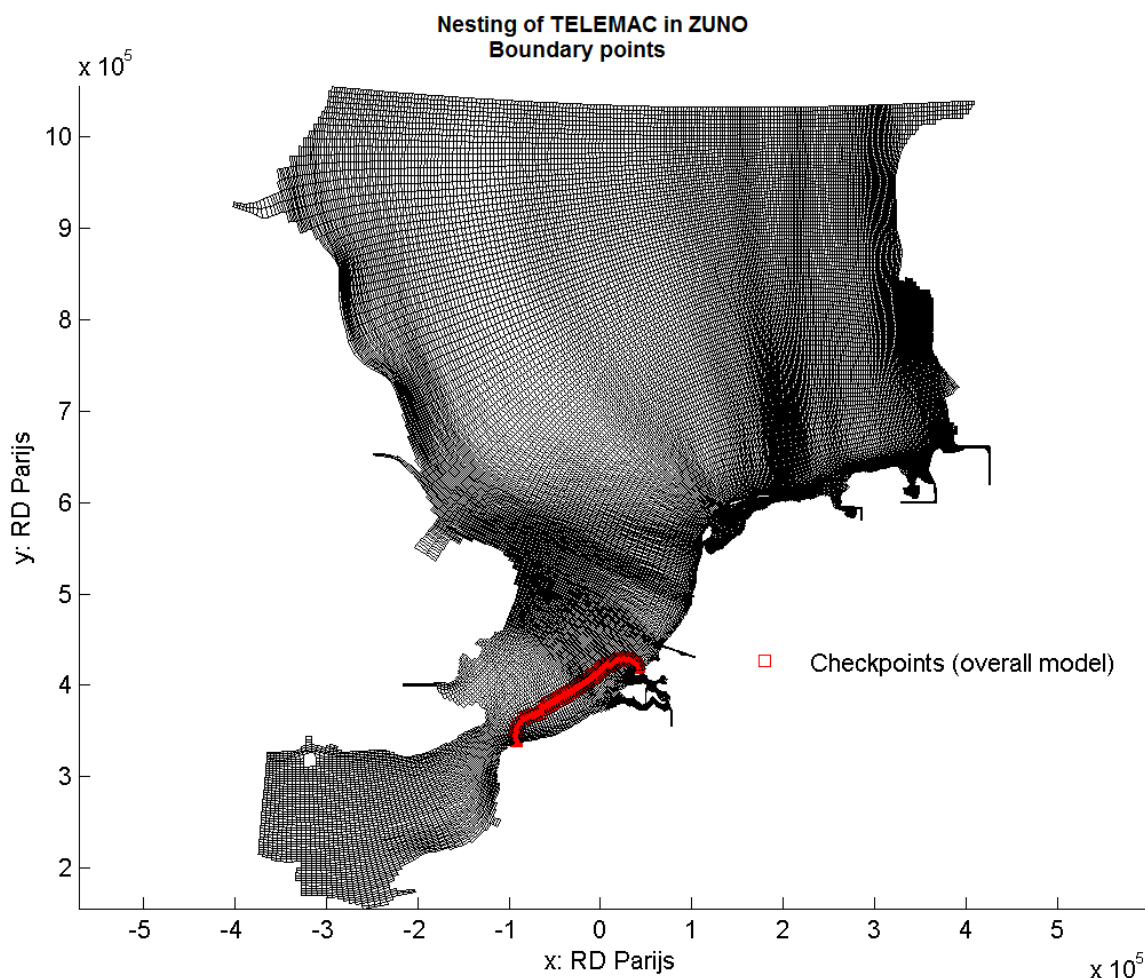 Nesting of TELEMAC in ZUNO
Boundary points
x 10^5
10
9
8
7
6
5
4
3
2
y: RD Parijs
Checkpoints (overall model)
-5 -4 -3 -2 -1 0 1 2 3 4 5
x: RD Parijs
x 10^5